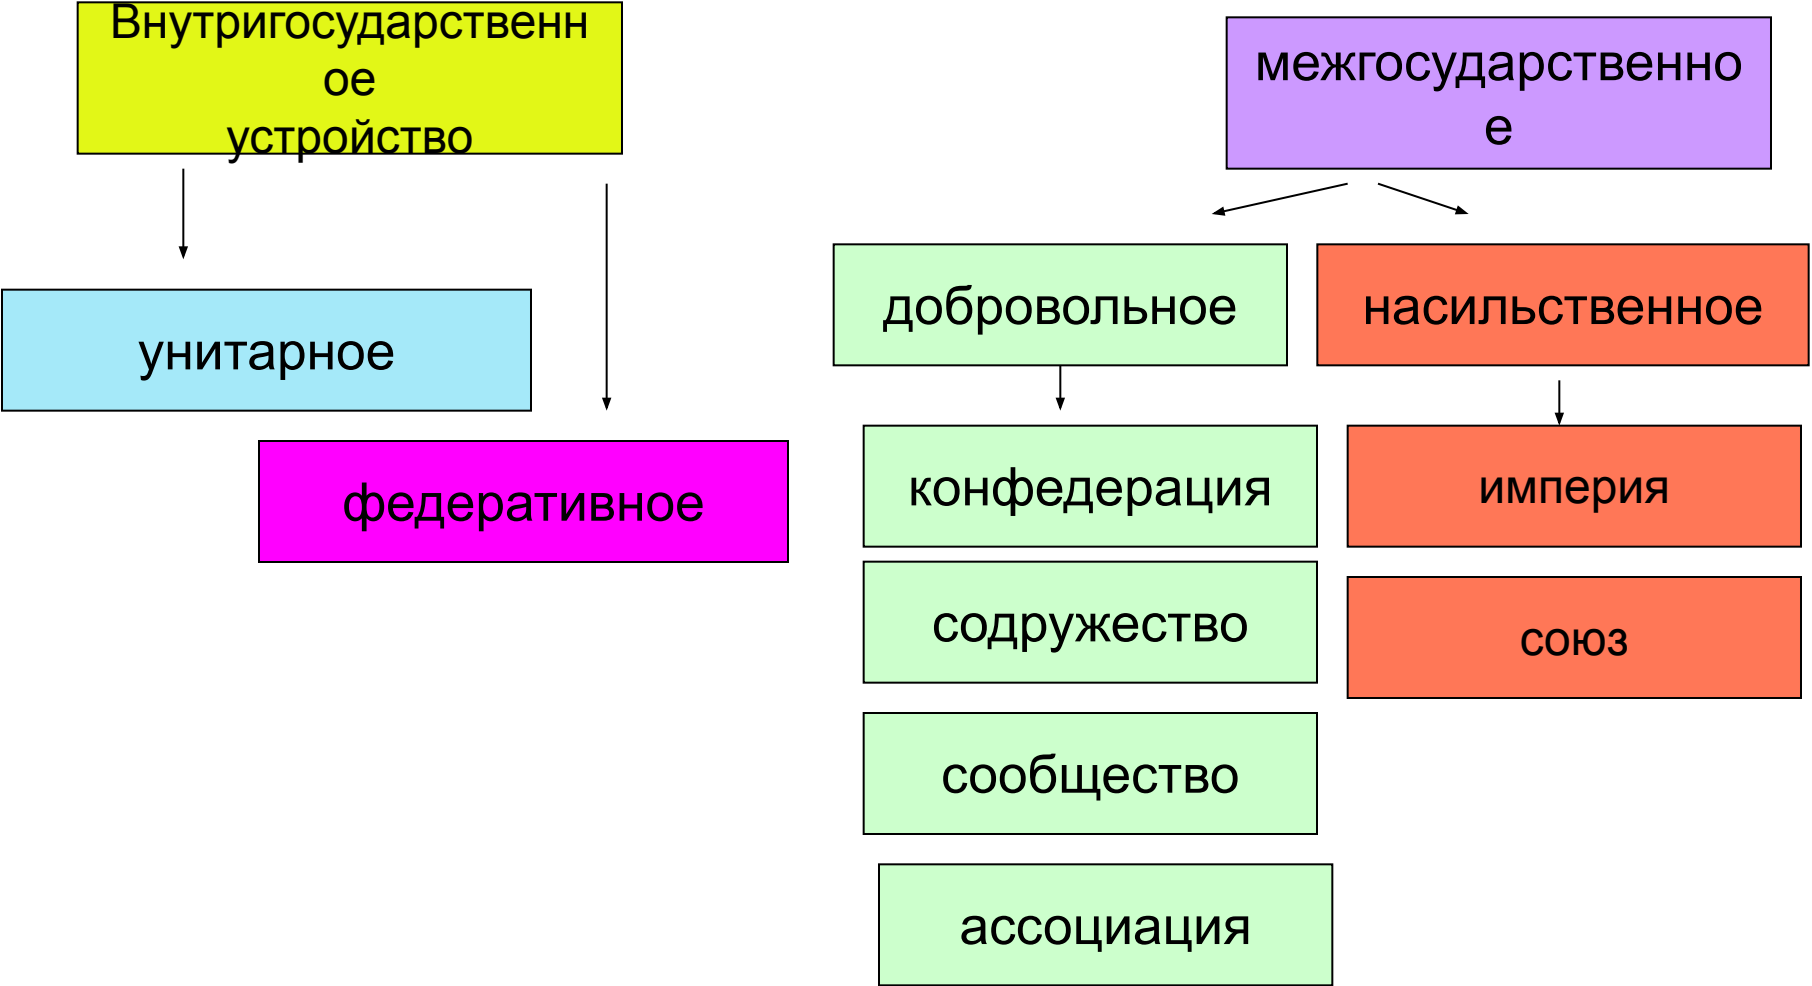 Внутригосударственн
ое
устройство
унитарное
федеративное
межгосударственно
е
добровольное
насильственное
конфедерация
империя
содружество
союз
сообщество
ассоциация